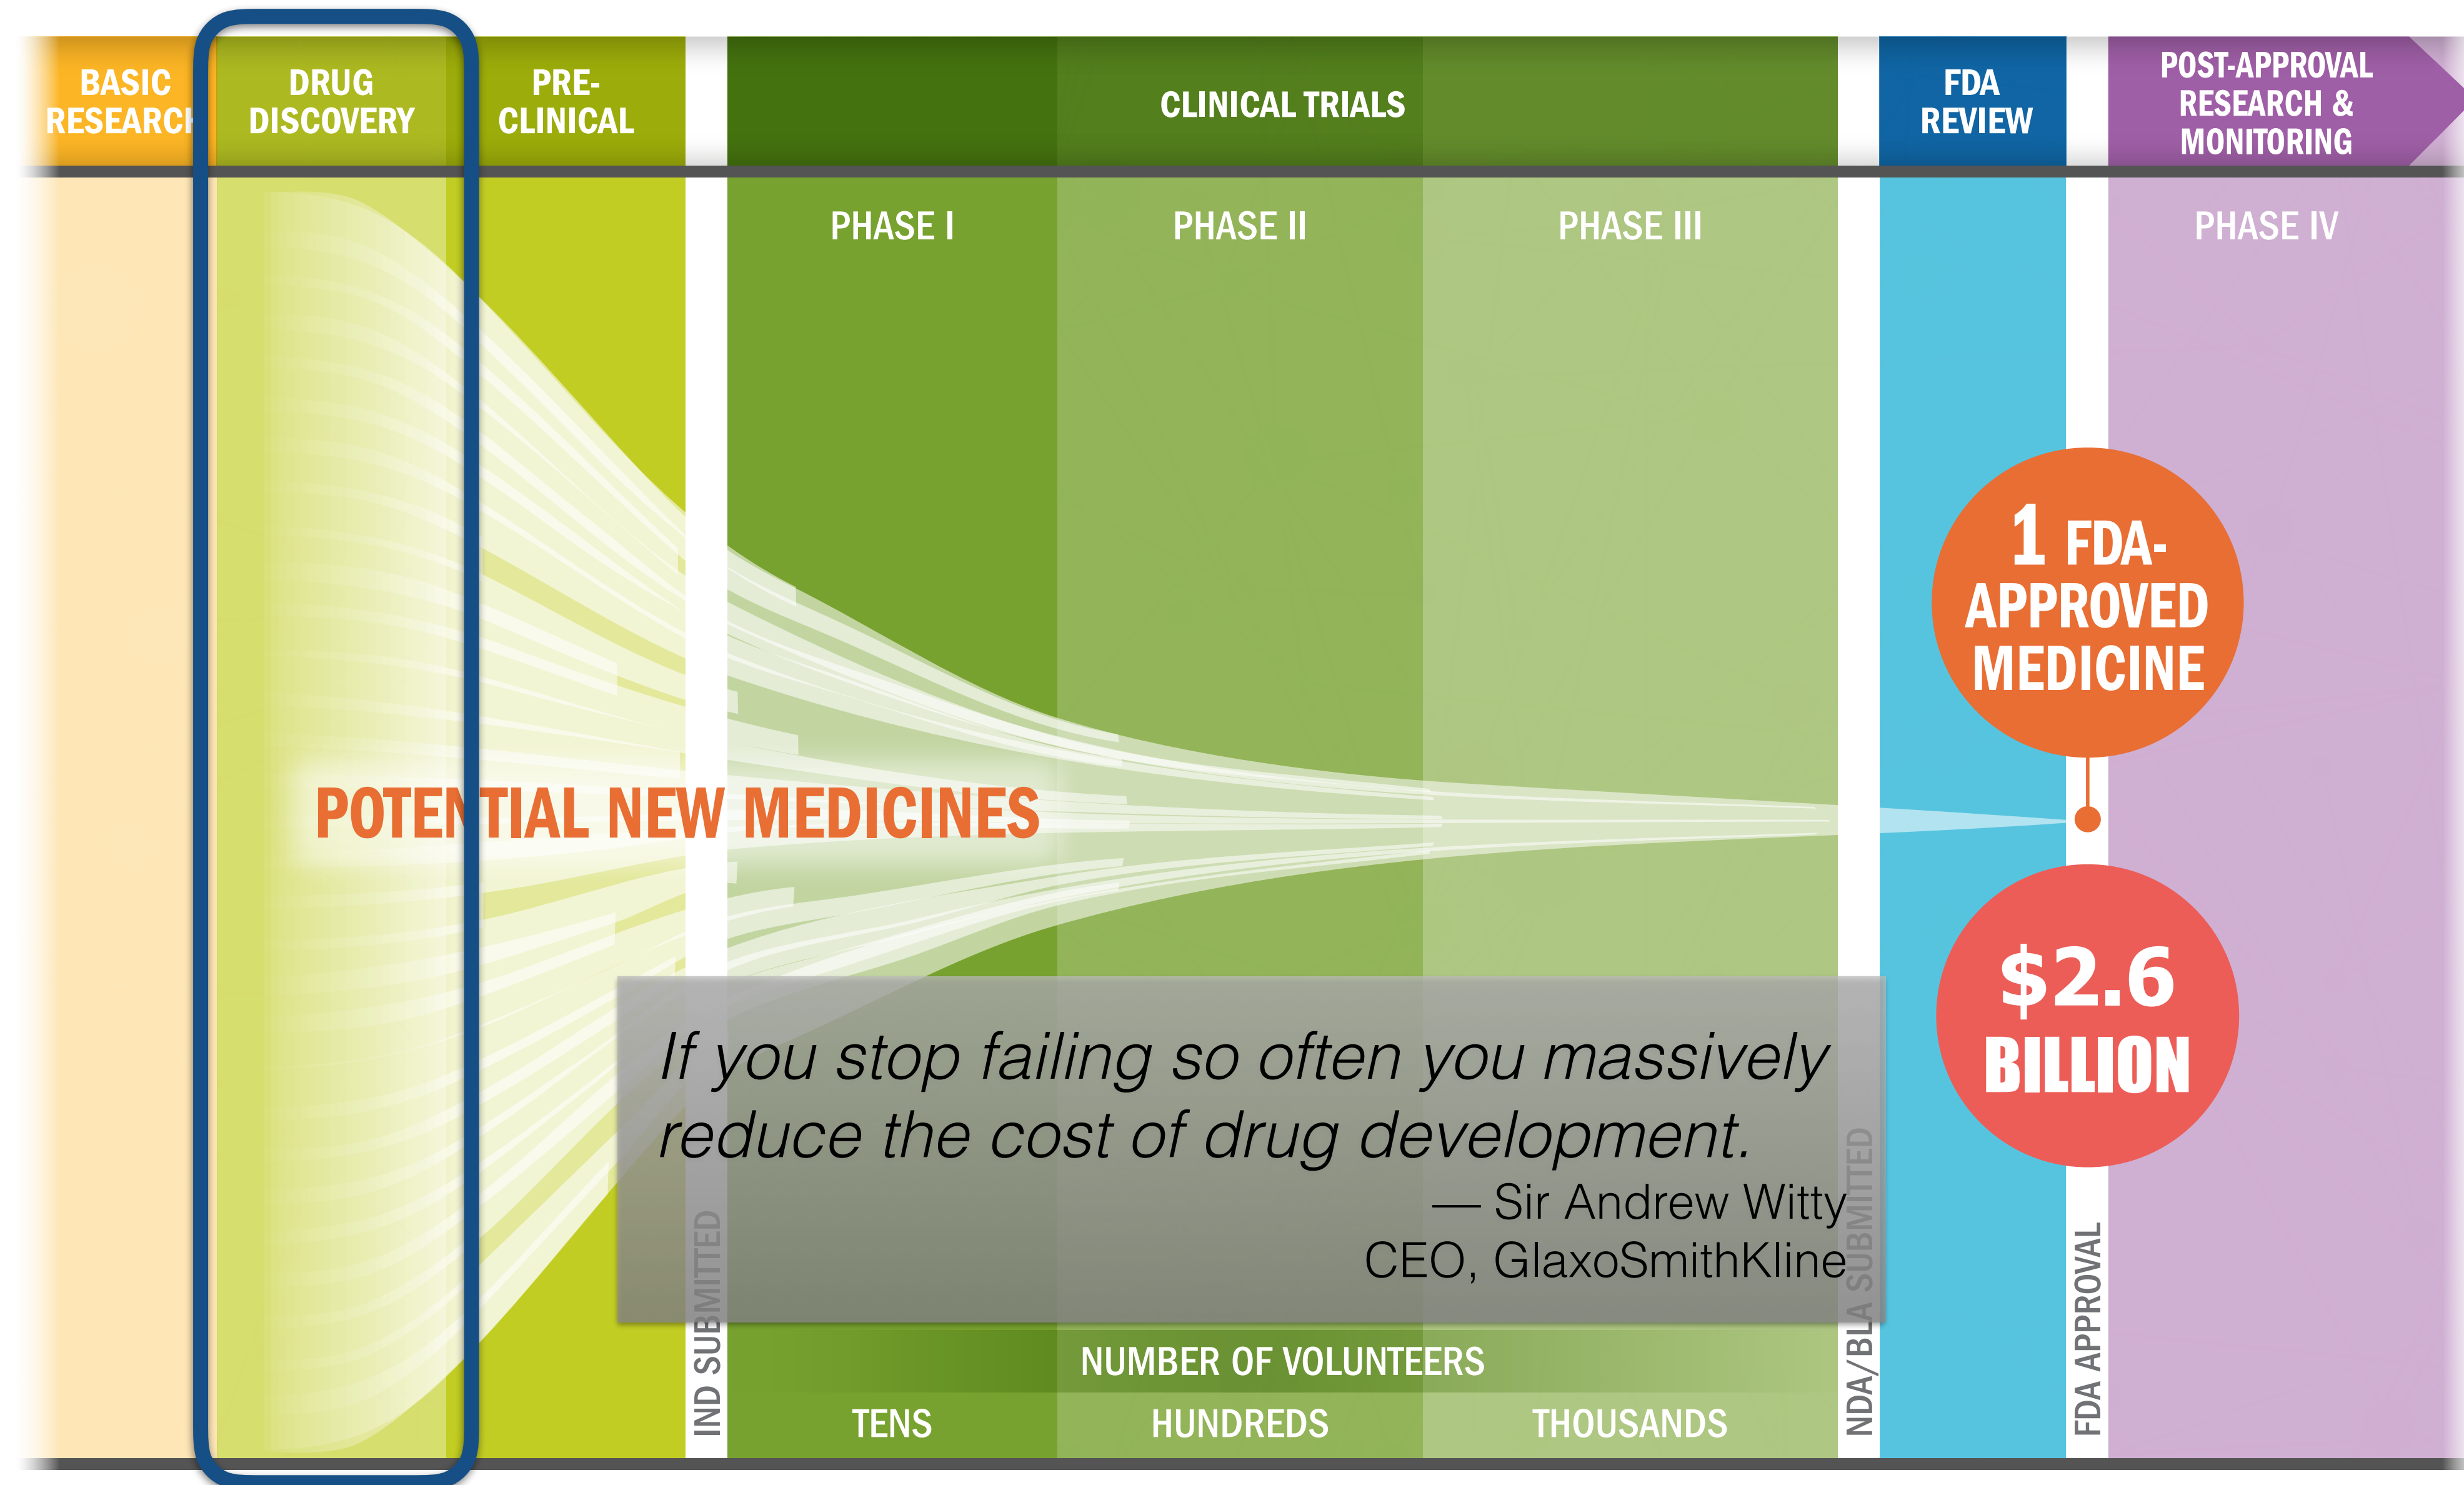 BASIC
RESEARCH
DRUG
DISCOVERY
PRE-
CLINICAL
CLINICAL TRIALS
FDA
REVIEW
POST-APPROVAL
RESEARCH &
MONITORING
PHASE I
PHASE II
PHASE III
PHASE IV
1 FDA-
APPROVED
MEDICINE
POTENTIAL NEW MEDICINES
$2.6
BILLION
If you stop failing so often you massively
reduce the cost of drug development.
— Sir Andrew Witty
CEO, GlaxoSmithKline
IND SUBMITTED
NDA/BLA SUBMITTED
FDA APPROVAL
NUMBER OF VOLUNTEERS
TENS
HUNDREDS
THOUSANDS